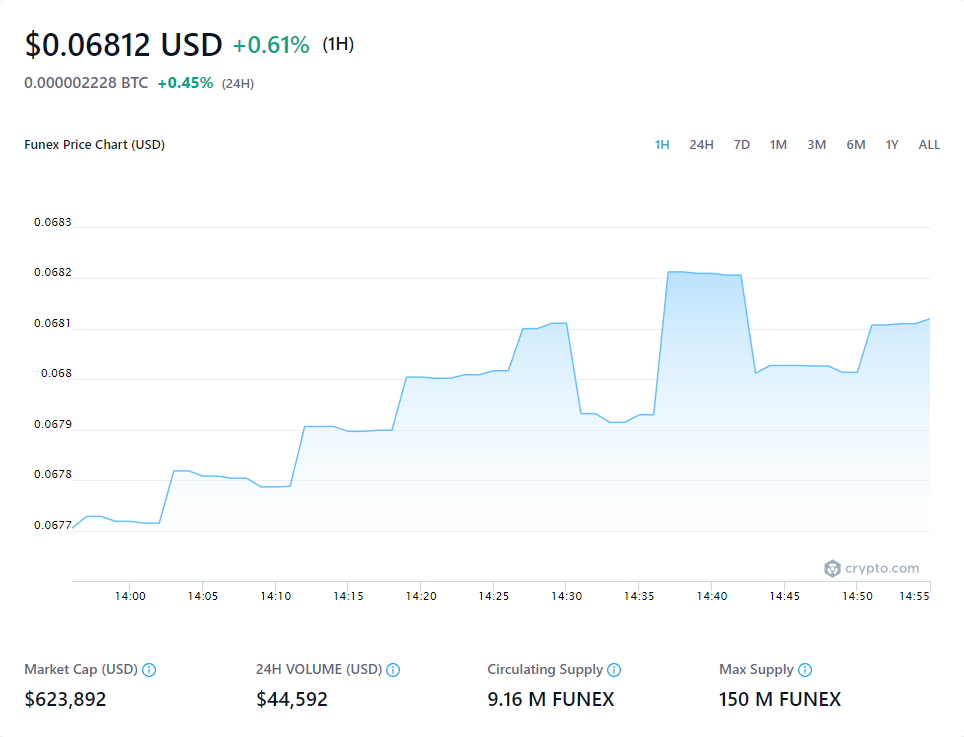 $0.06812 USD +0.61% (1H)
0.000002228 BTC +0.45% (24H)
Funex Price Chart (USD)
1H 24H 7D 1M 3M 6M 1Y ALL
0.0683
0.0682
0.0681
0.068
0.0679
0.0678
0.0677
crypto.com
14:00 14:05 14:10 14:15 14:20 14:25 14:30 14:35 14:40 14:45 14:50 14:55
Market Cap (USD) 24H VOLUME (USD) Circulating Supply Max Supply
$623,892 $44,592 9.16 M FUNEX 150 M FUNEX